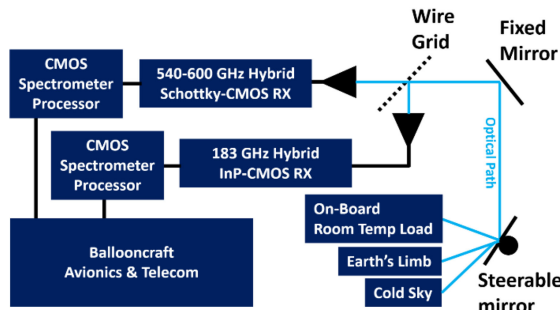 Wire
Grid
Fixed
Mirror
CMOS
Spectrometer
Processor
540-600 GHz Hybrid
Schottky-CMOS RX
CMOS
Spectrometer
Processor
183 GHz Hybrid
InP-CMOS RX
Optical Path
On-Board
Room Temp Load
Earth's Limb
Cold Sky
Ballooncraft
Avionics & Telecom
Steerable
mirror